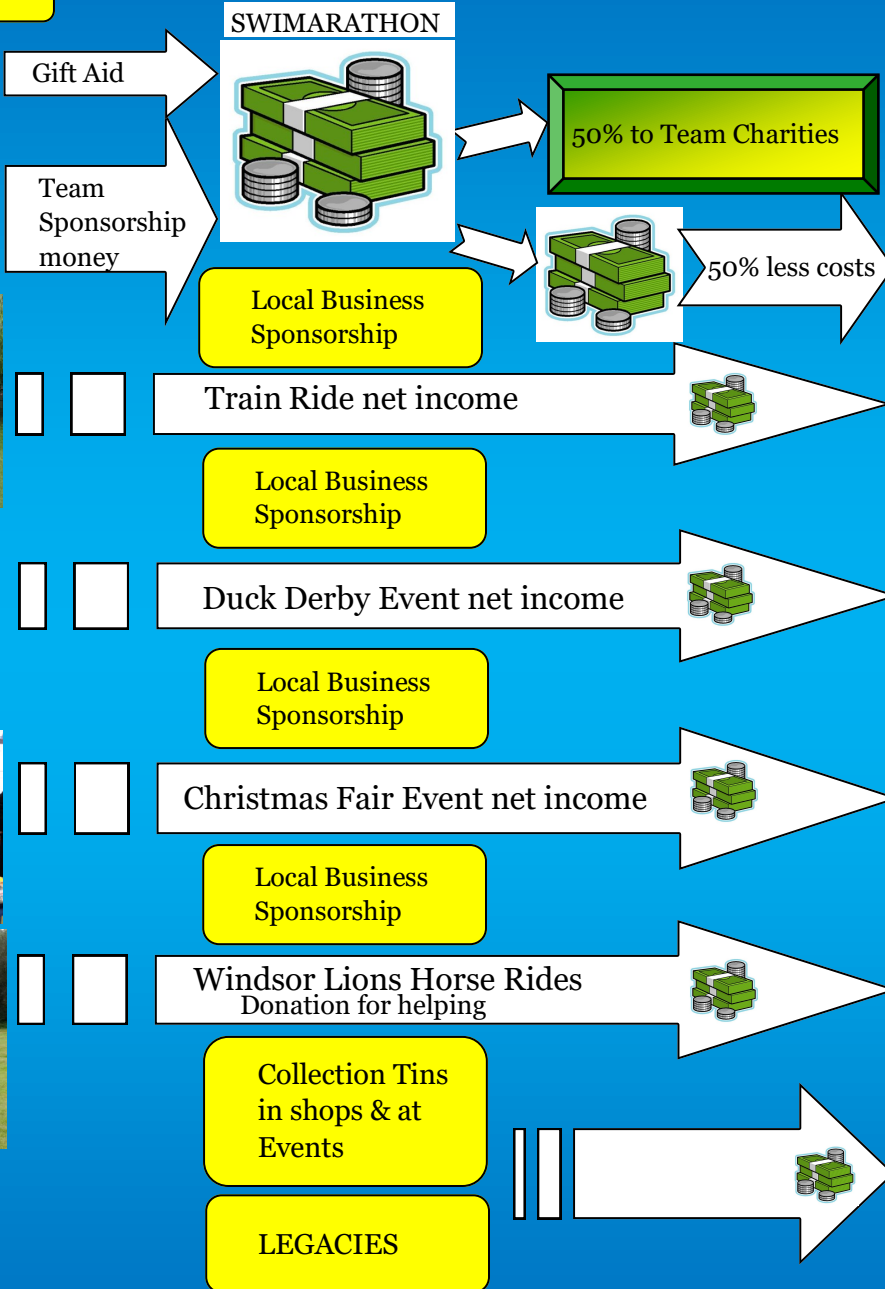 SWIMARATHON
Gift Aid
50% to Team Charities
Team
Sponsorship
money
50% less costs
Local Business
Sponsorship
Train Ride net income
Local Business
Sponsorship
Duck Derby Event net income
Local Business
Sponsorship
Christmas Fair Event net income
Local Business
Sponsorship
Windsor Lions Horse Rides
Donation for helping
Collection Tins
in shops & at
Events
LEGACIES